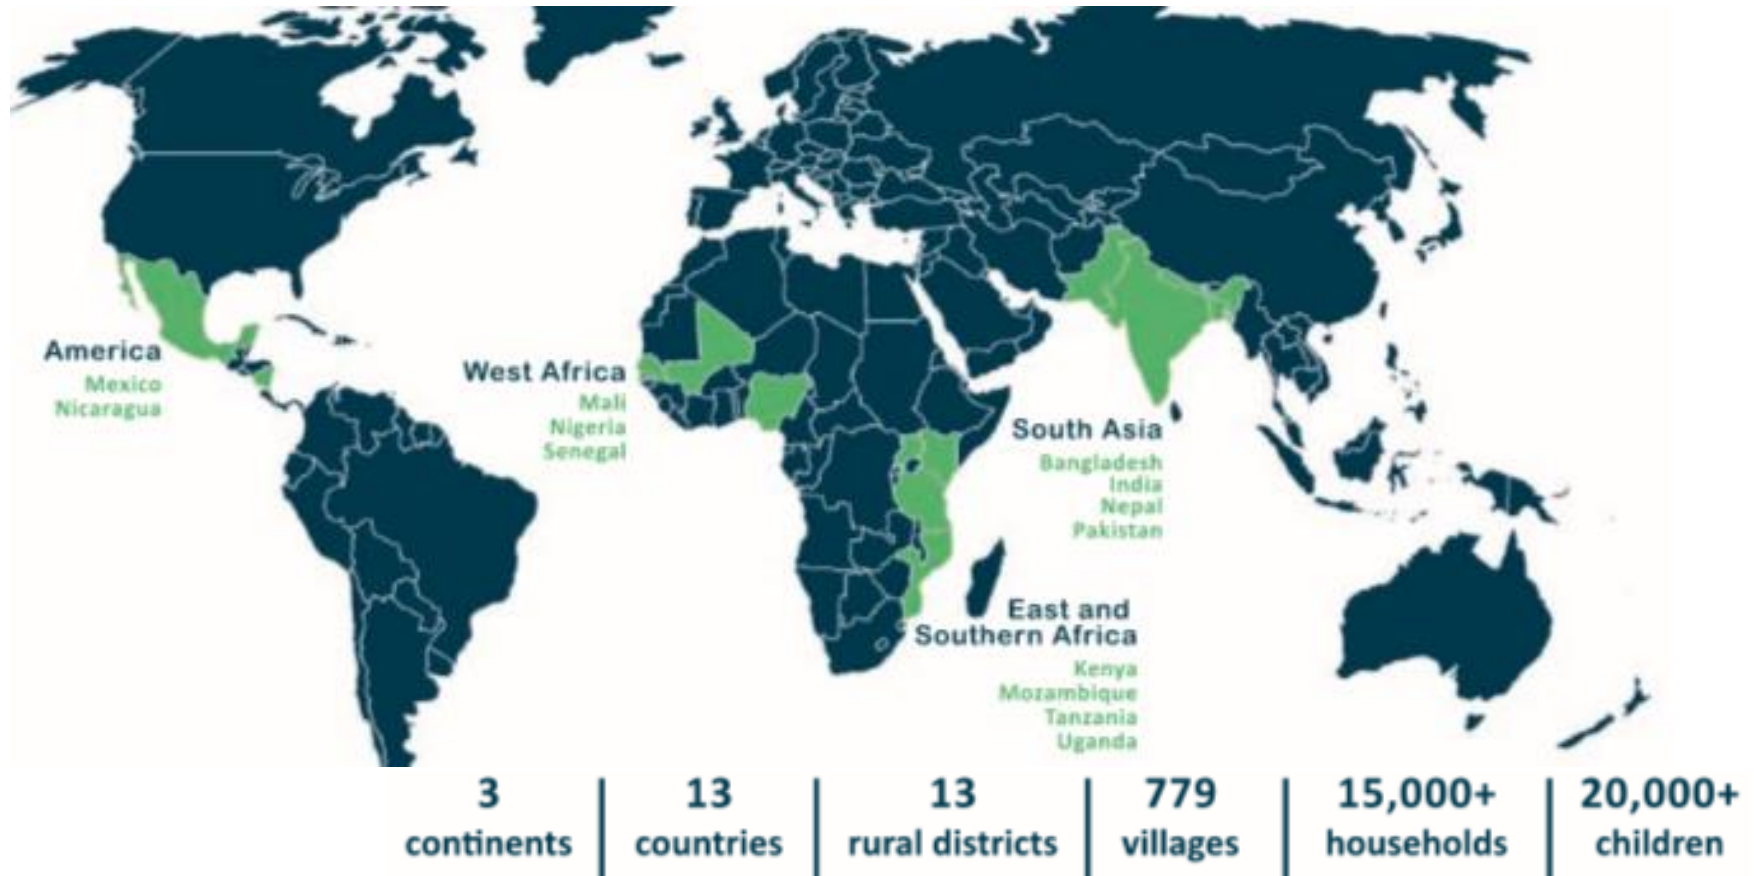 America
Mexico
Nicaragua
West Africa
Mali
Nigeria
Senegal
South Asia
Bangladesh
India
Nepal
Pakistan
East and
Southern Africa
Kenya
Mozambique
Tanzania
Uganda
3
continents
13
countries
13
rural districts
779
villages
15,000+
households
20,000+
children